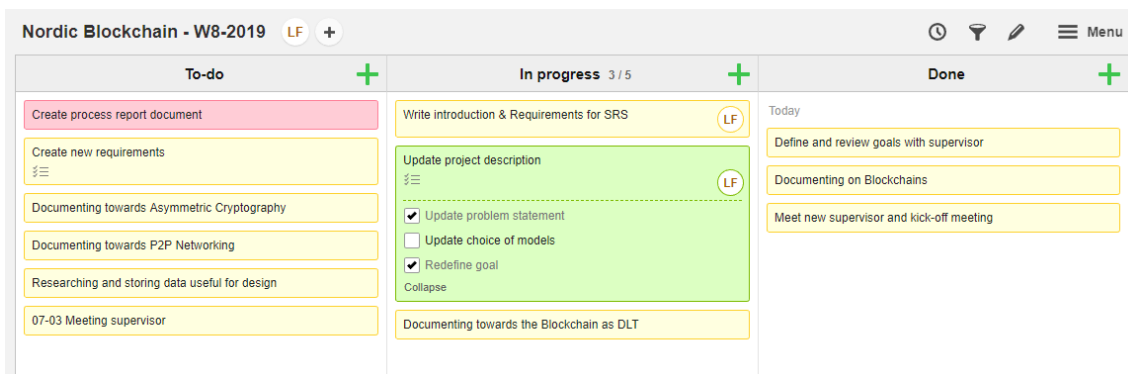 Nordic Blockchain - W8-2019 LF +
Menu
To-do
In progress 3 / 5
Done
Create process report document
Create new requirements
Documenting towards Asymmetric Cryptography
Documenting towards P2P Networking
Researching and storing data useful for design
07-03 Meeting supervisor
Write introduction & Requirements for SRS
LF
Update project description
LF
Update problem statement
Update choice of models
Redefine goal
Collapse
Documenting towards the Blockchain as DLT
Today
Define and review goals with supervisor
Documenting on Blockchains
Meet new supervisor and kick-off meeting